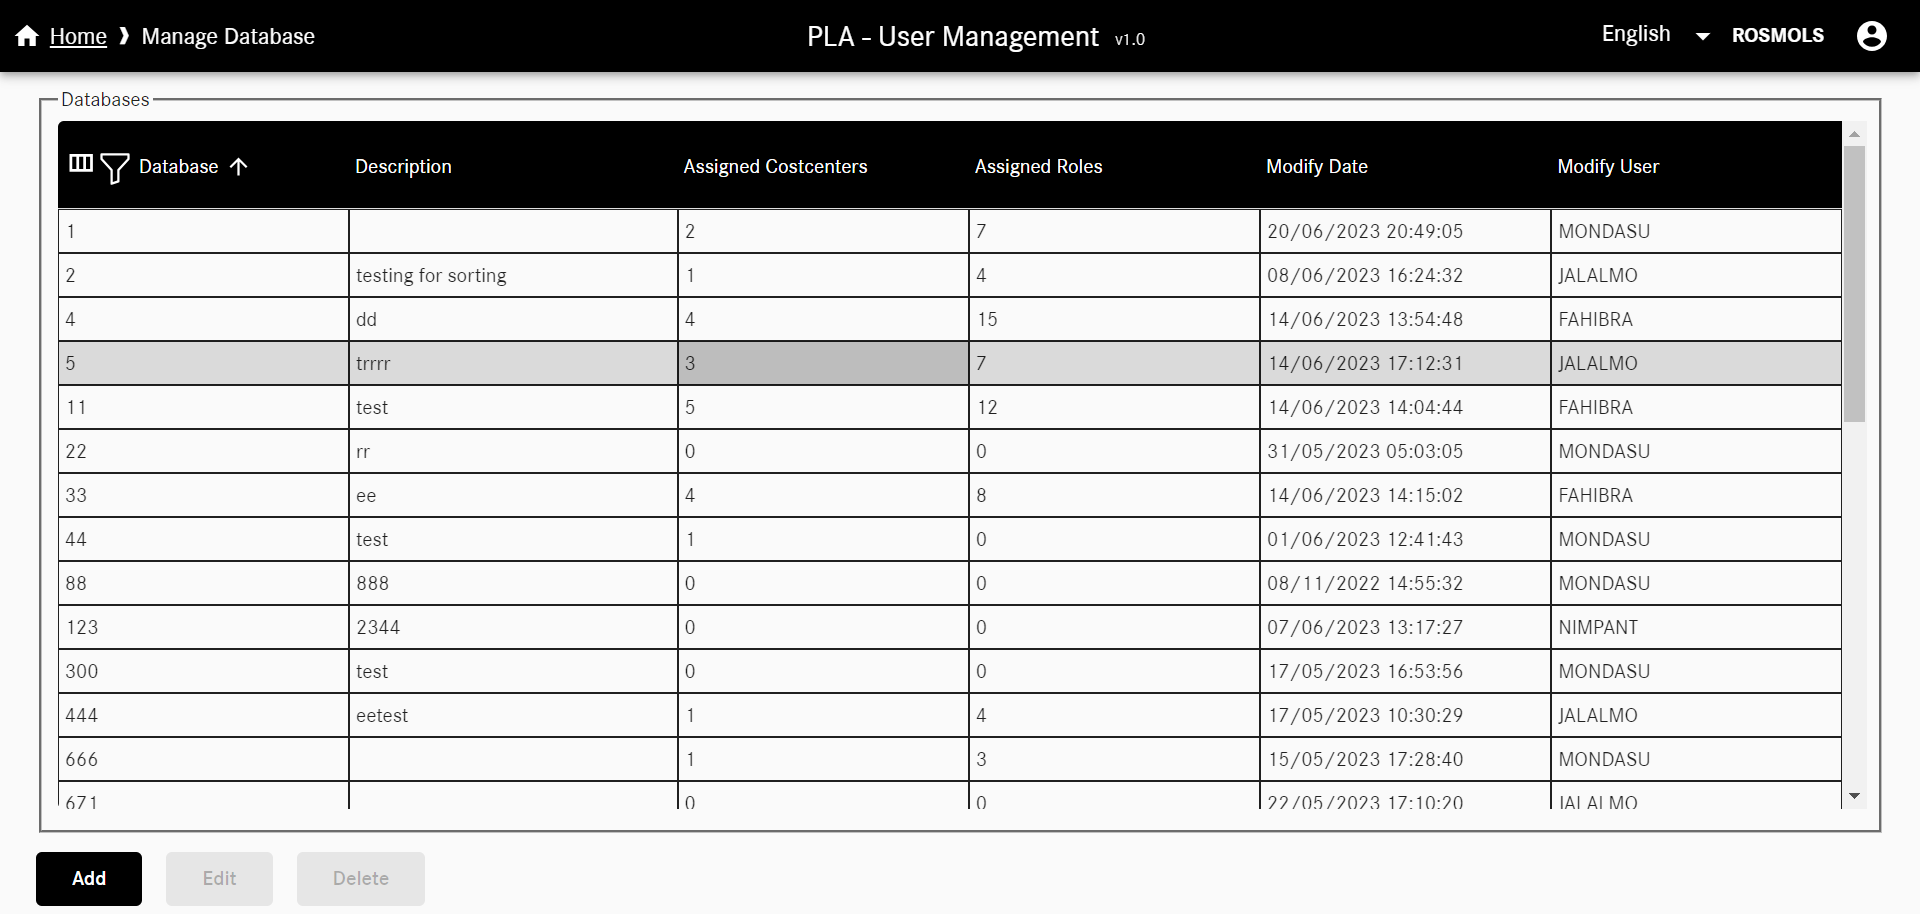 Home ❯ Manage Database
PLA - User Management v1.0
English
ROSMOLS
Databases
Database Description Assigned Costcenters Assigned Roles Modify Date Modify User
1 2 7 20/06/2023 20:49:05 MONDASU
2 testing for sorting 1 4 08/06/2023 16:24:32 JALALMO
4 dd 4 15 14/06/2023 13:54:48 FAHIBRA
5 trrrr 3 7 14/06/2023 17:12:31 JALALMO
11 test 5 12 14/06/2023 14:04:44 FAHIBRA
22 rr 0 0 31/05/2023 05:03:05 MONDASU
33 ee 4 8 14/06/2023 14:15:02 FAHIBRA
44 test 1 0 01/06/2023 12:41:43 MONDASU
88 888 0 0 08/11/2022 14:55:32 MONDASU
123 2344 0 0 07/06/2023 13:17:27 NIMPANT
300 test 0 0 17/05/2023 16:53:56 MONDASU
444 eetest 1 4 17/05/2023 10:30:29 JALALMO
666 1 3 15/05/2023 17:28:40 MONDASU
671 0 0 22/05/2023 17:10:20 JALALMO
Add Edit Delete